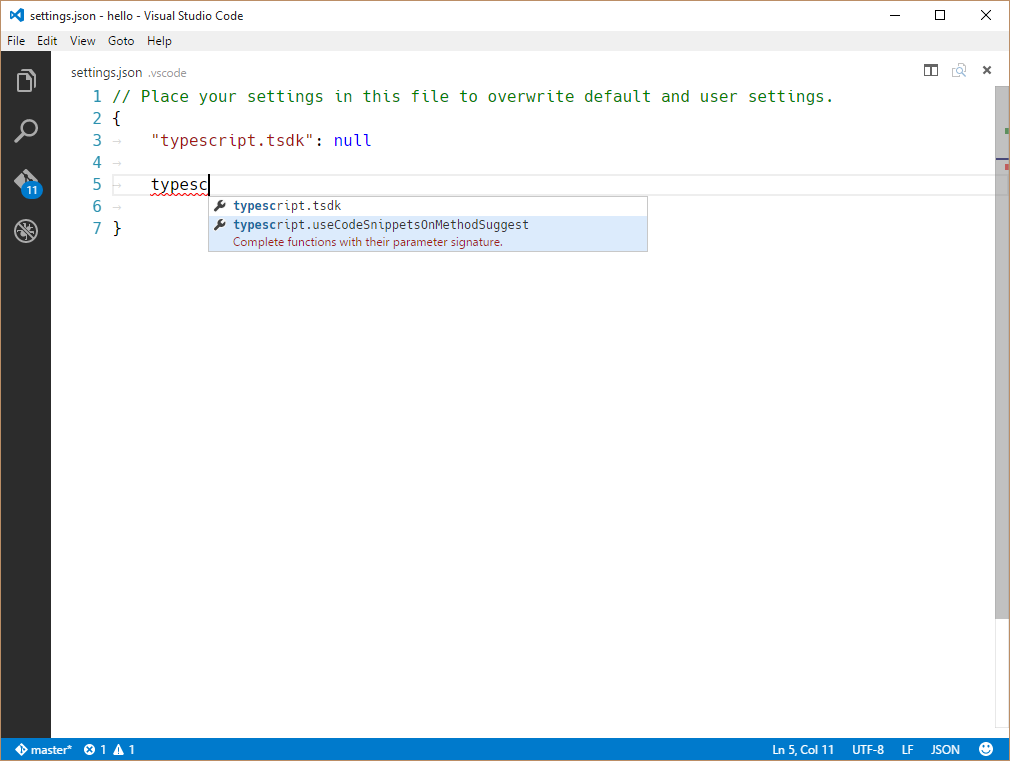 settings.json - hello - Visual Studio Code
File Edit View Goto Help
settings.json .vscode
1 // Place your settings in this file to overwrite default and user settings.
2 {
3 "typescript.tsdk": null
4
5 typesc
typescript.tsdk
6
typescript.useCodeSnippetsOnMethodSuggest
7 }
Complete functions with their parameter signature.
11
master* 1 1 Ln 5, Col 11 UTF-8 LF JSON